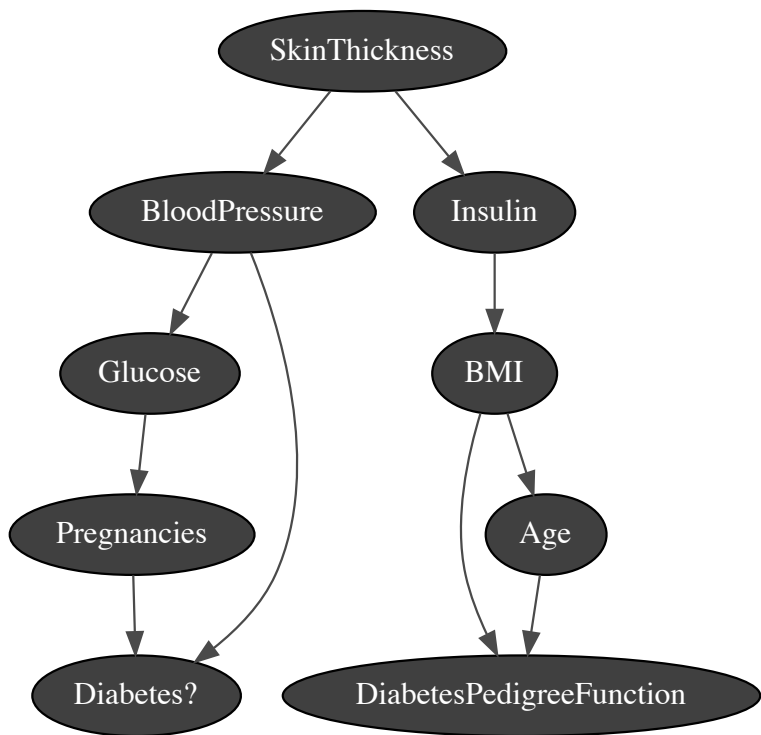 SkinThickness
BloodPressure
Insulin
Glucose
BMI
Pregnancies
Age
Diabetes?
DiabetesPedigreeFunction